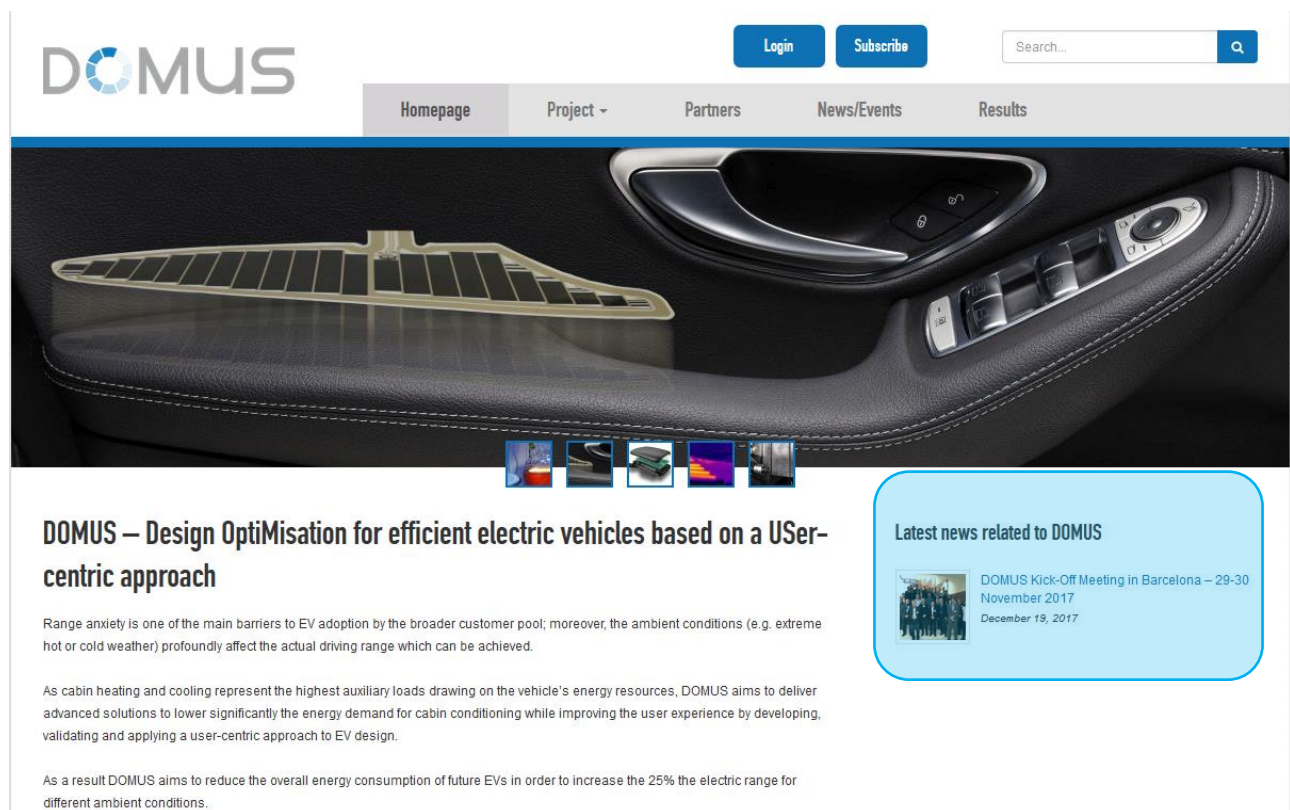 DOMUS
Login
Subscribe
Search...
Homepage
Project
Partners
News/Events
Results
DOMUS – Design OptiMisation for efficient electric vehicles based on a USer-
centric approach
Range anxiety is one of the main barriers to EV adoption by the broader customer pool; moreover, the ambient conditions (e.g. extreme
hot or cold weather) profoundly affect the actual driving range which can be achieved.
As cabin heating and cooling represent the highest auxiliary loads drawing on the vehicle's energy resources, DOMUS aims to deliver
advanced solutions to lower significantly the energy demand for cabin conditioning while improving the user experience by developing,
validating and applying a user-centric approach to EV design.
As a result DOMUS aims to reduce the overall energy consumption of future EVs in order to increase the 25% the electric range for
different ambient conditions.
Latest news related to DOMUS
DOMUS Kick-Off Meeting in Barcelona – 29-30
November 2017
December 19, 2017